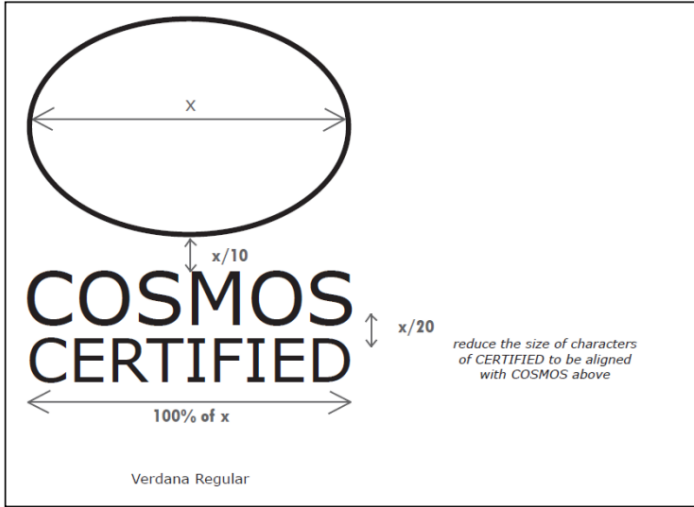 x
x/10
COSMOS
x/20
CERTIFIED
reduce the size of characters
of CERTIFIED to be aligned
with COSMOS above
100% of x
Verdana Regular